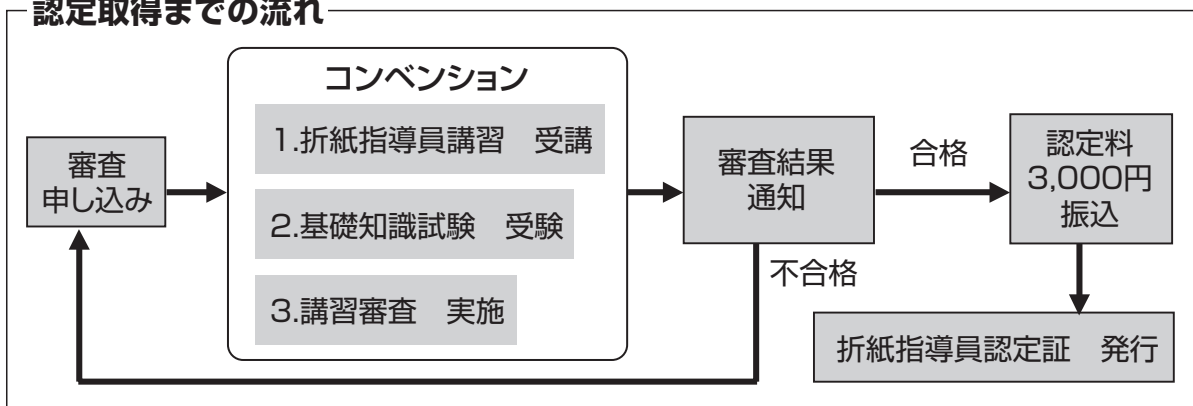 認定取得までの流れ
コンベンション
1.折紙指導員講習　受講
2.基礎知識試験　受験
3.講習審査　実施
審査
申し込み
審査結果
通知
合格
不合格
認定料
3,000円
振込
折紙指導員認定証　発行